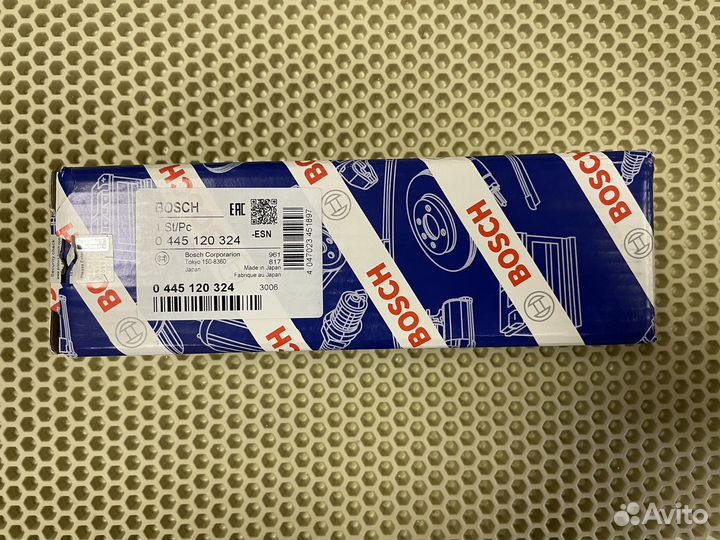 BOSCH
EAC
1 St/Pc
-ESN
0 445 120 324
Bosch Corporarion
961
Tokyo 150-8360
817
Japan
Made in Japan
Fabriqué au Japan
0 445 120 324
3006
4 047023 451897
BOSCH
BOSCH
BOSCH
BOSCH
BOSCH
BOSCH
Avito